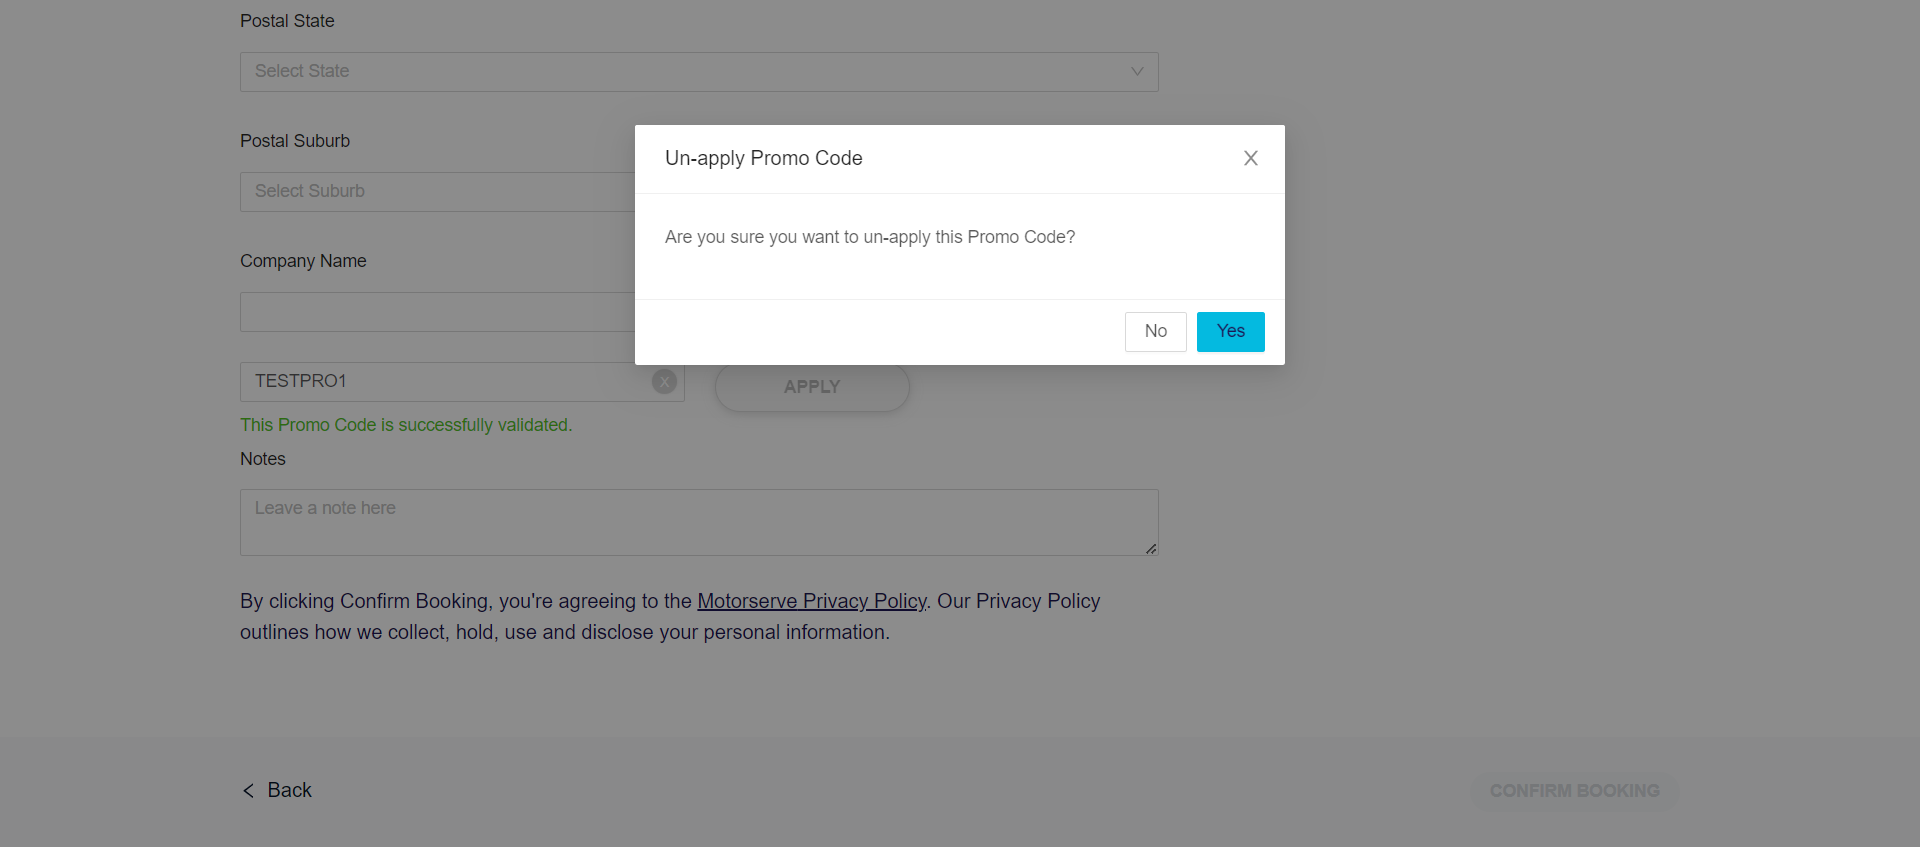 Postal State
Select State
Postal Suburb
Select Suburb
Company Name
Un-apply Promo Code
Are you sure you want to un-apply this Promo Code?
No
Yes
TESTPRO1
X
APPLY
This Promo Code is successfully validated.
Notes
Leave a note here
By clicking Confirm Booking, you're agreeing to the Motorserve Privacy Policy. Our Privacy Policy
outlines how we collect, hold, use and disclose your personal information.
Back
CONFIRM BOOKING